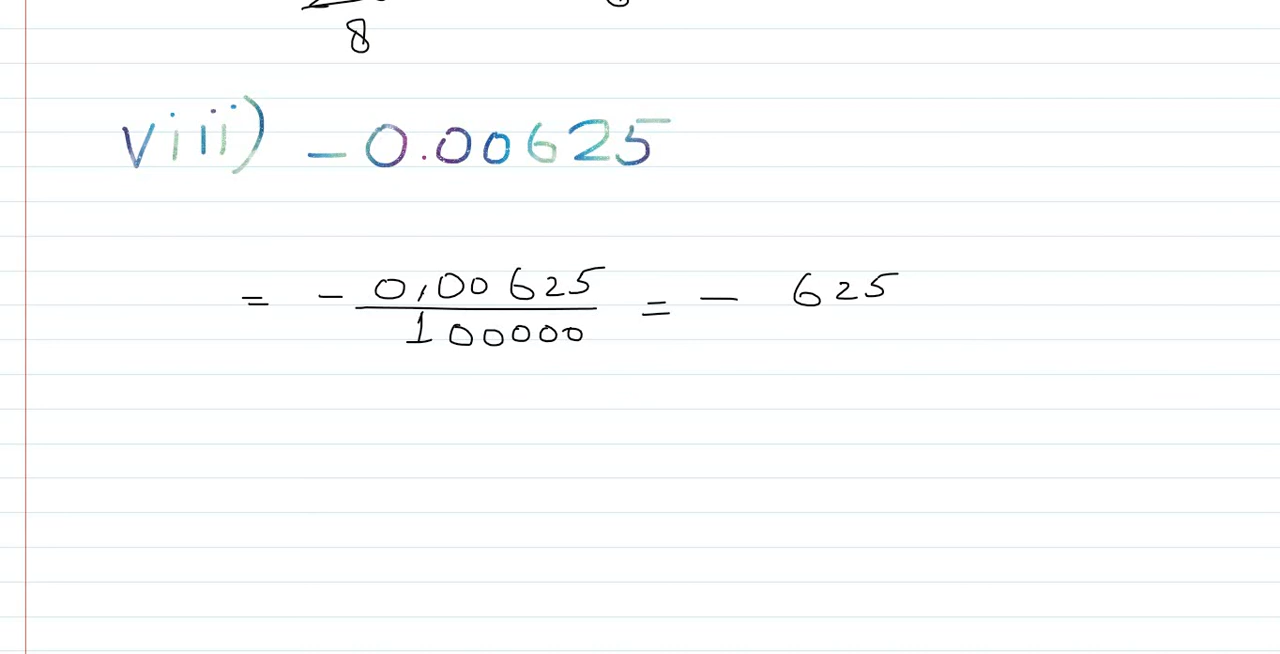 8
viii) -0.00625
= - 0,00625 = - 625
100000